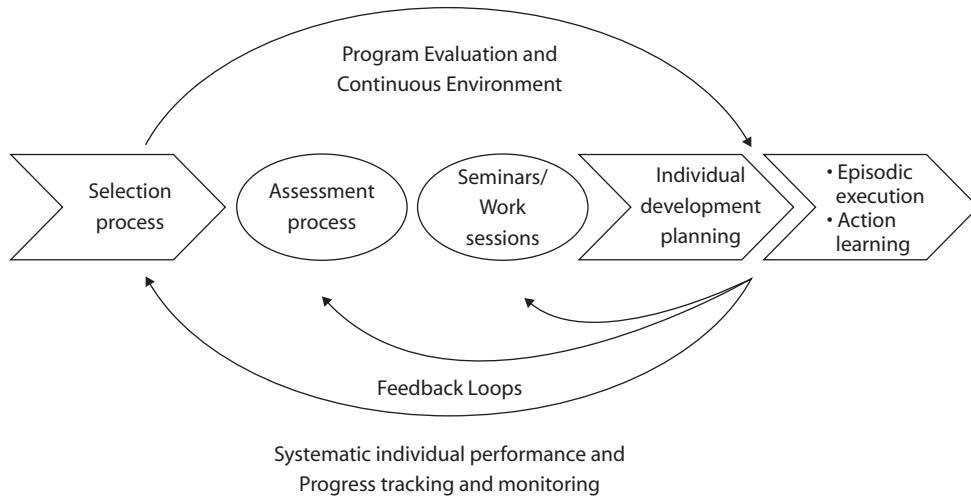 Program Evaluation and
Continuous Environment
Selection
process
Assessment
process
Seminars/
Work
sessions
Individual
development
planning
• Episodic
execution
• Action
learning
Feedback Loops
Systematic individual performance and
Progress tracking and monitoring